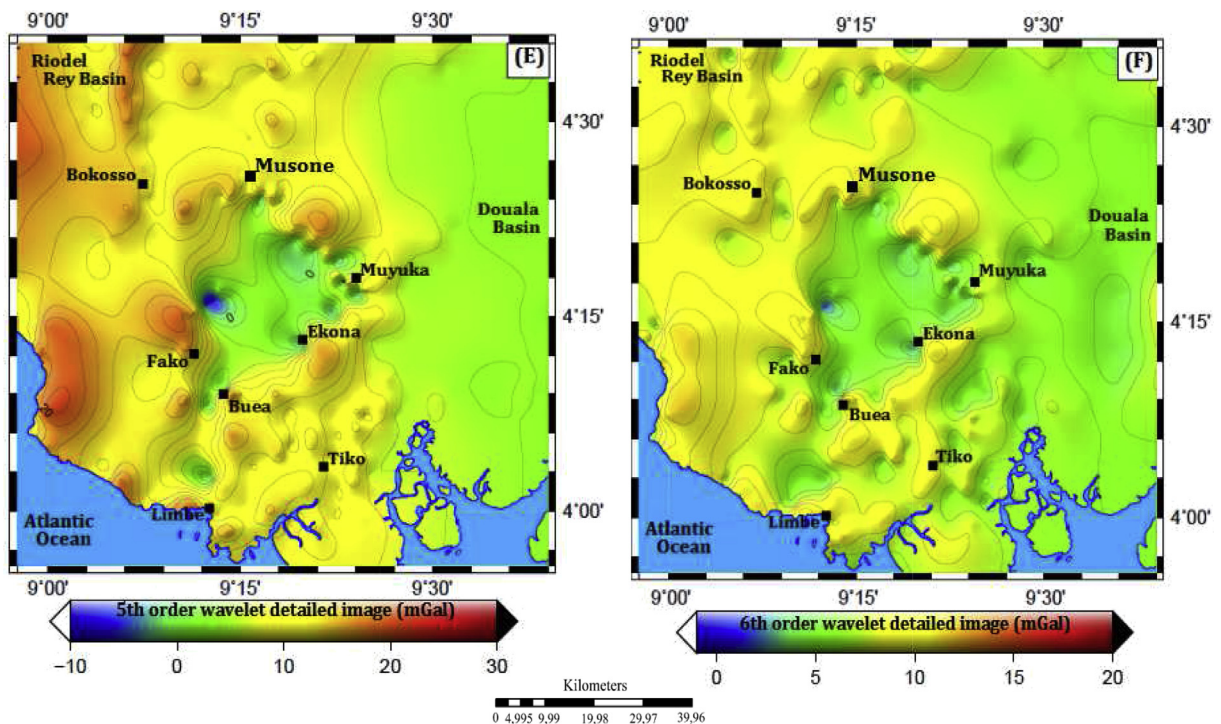 9˚00' 9˚15' 9˚30'
(E)
Riodel
Rey Basin
4˚30'
Musone
Bokosso
Douala
Basin
0
Muyuka
0
4˚15'
Ekona
Fako
20
Buea
Tiko
Limbe
4˚00'
Atlantic
Ocean
9˚00' 9˚15' 9˚30'
5th order wavelet detailed image (mGal)
−10 0 10 20 30
9˚00' 9˚15' 9˚30'
(F)
Riodel
Rey Basin
4˚30'
Musone
Bokosso
Douala
Basin
Muyuka
4˚15'
Ekona
Fako
Buea
Tiko
Limbe
4˚00'
Atlantic
Ocean
9˚00' 9˚15' 9˚30'
6th order wavelet detailed image (mGal)
0 5 10 15 20
Kilometers
0 4,995 9,99 19,98 29,97 39,96